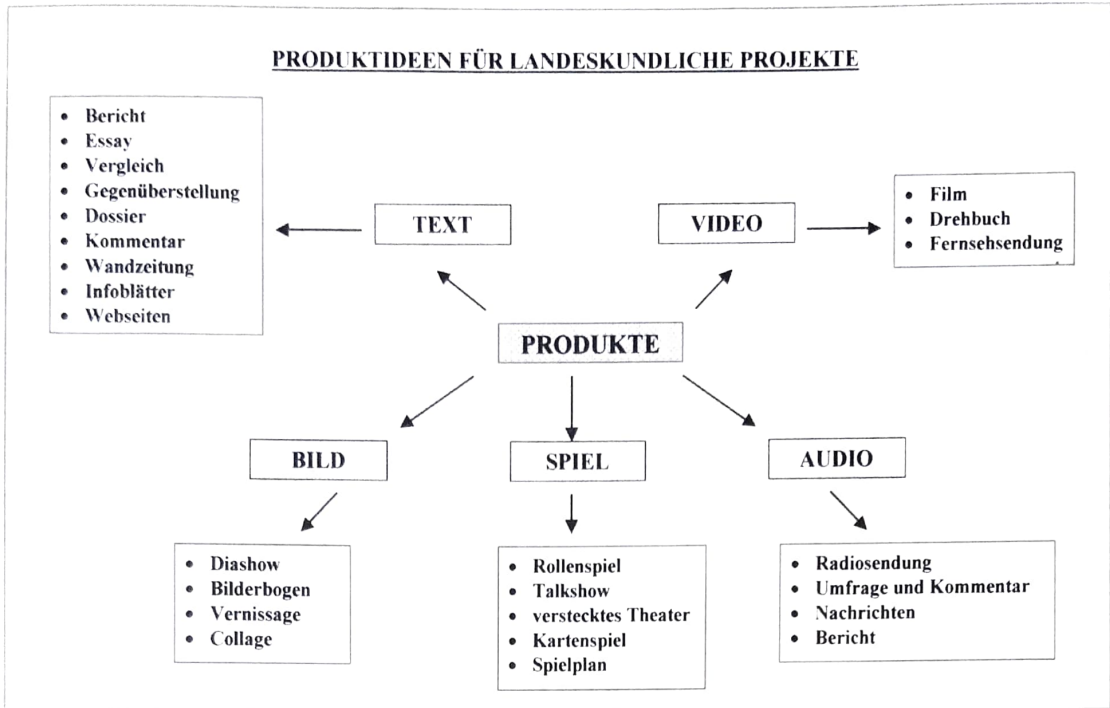 PRODUKTIDEEN FÜR LANDESKUNDLICHE PROJEKTE
• Bericht
• Essay
• Vergleich
• Gegenüberstellung
• Dossier
• Kommentar
• Wandzeitung
• Infoblätter
• Webseiten
TEXT
VIDEO
• Film
• Drehbuch
• Fernsehsendung
PRODUKTE
BILD
SPIEL
AUDIO
• Diashow
• Bilderbogen
• Vernissage
• Collage
• Rollenspiel
• Talkshow
• verstecktes Theater
• Kartenspiel
• Spielplan
• Radiosendung
• Umfrage und Kommentar
• Nachrichten
• Bericht